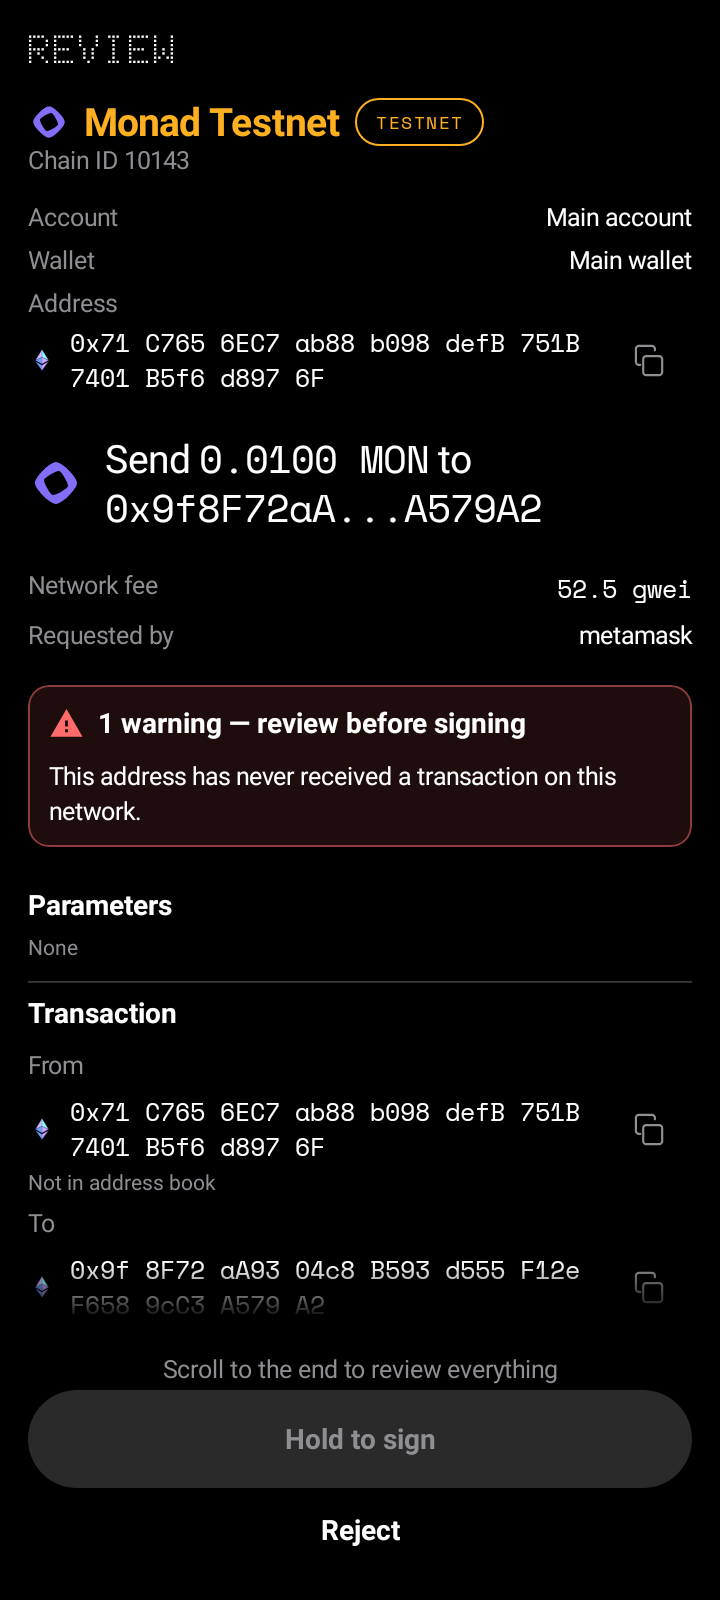 REVIEW
Monad Testnet TESTNET
Chain ID 10143
Account Main account
Wallet Main wallet
Address
0x71 C765 6EC7 ab88 b098 defB 751B
7401 B5f6 d897 6F
Send 0.0100 MON to
0x9f8F72aA...A579A2
Network fee 52.5 gwei
Requested by metamask
1 warning — review before signing
This address has never received a transaction on this
network.
Parameters
None
Transaction
From
0x71 C765 6EC7 ab88 b098 defB 751B
7401 B5f6 d897 6F
Not in address book
To
0x9f 8F72 aA93 04c8 B593 d555 F12e
F658 9cC3 A579 A2
Scroll to the end to review everything
Hold to sign
Reject